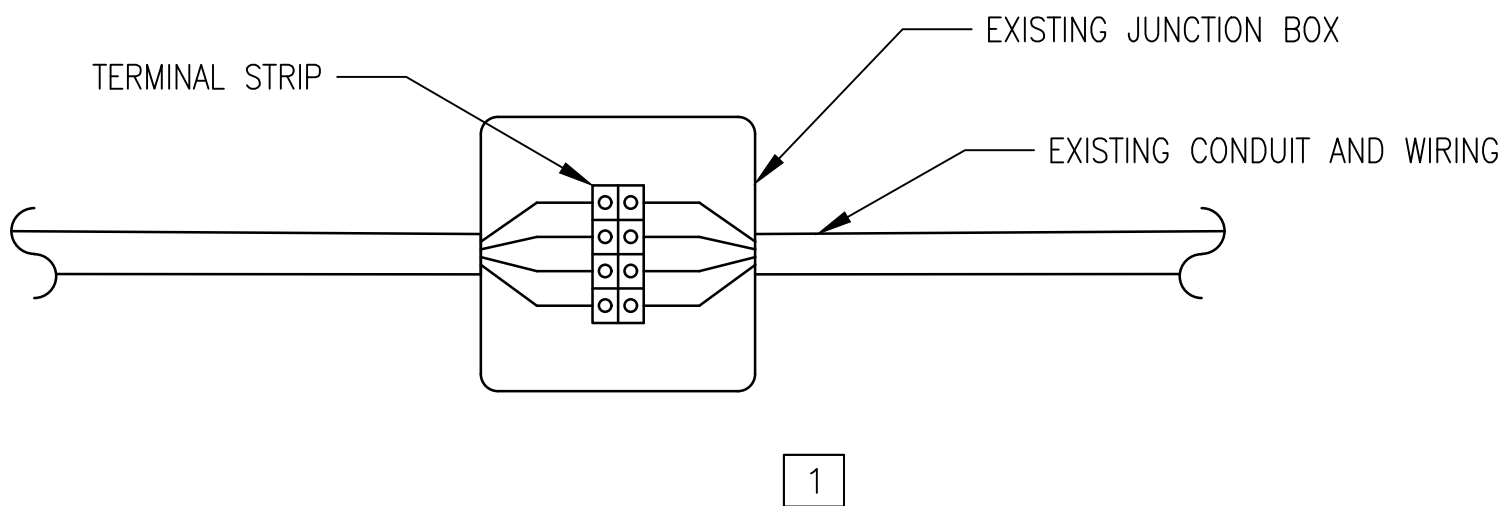 EXISTING JUNCTION BOX
TERMINAL STRIP
EXISTING CONDUIT AND WIRING
1